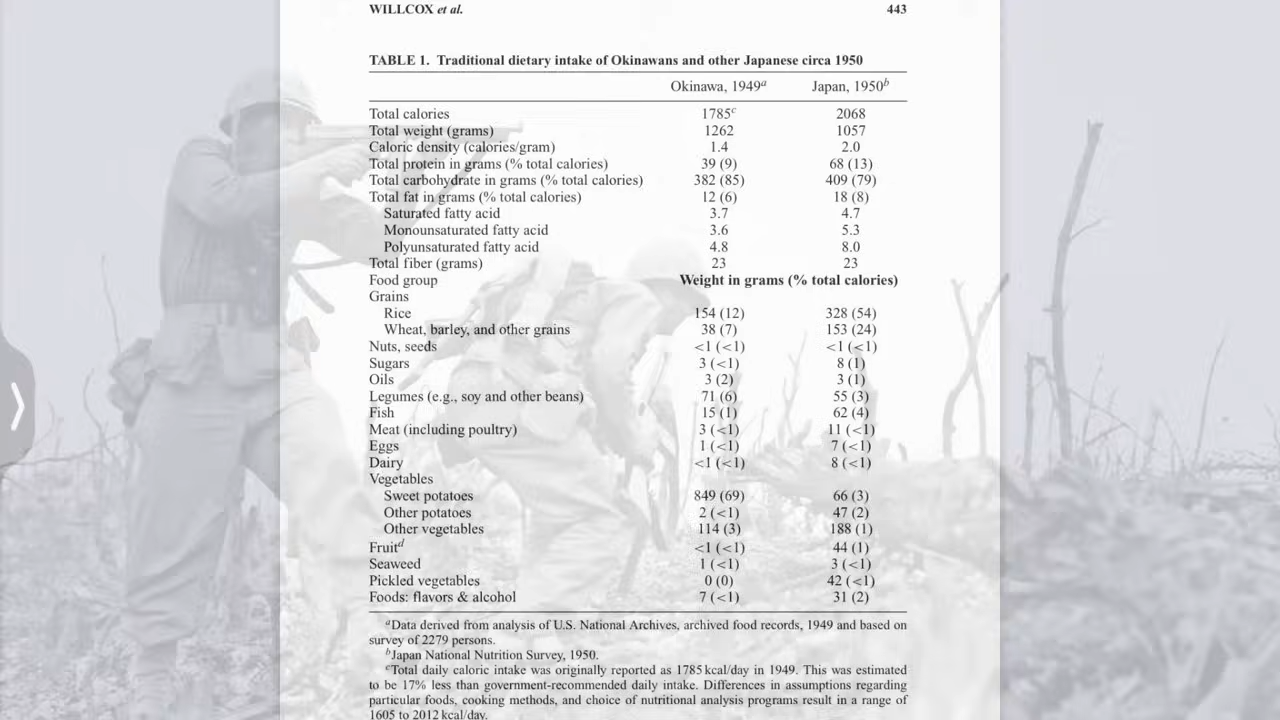 WILLCOX et al. 443
TABLE 1. Traditional dietary intake of Okinawans and other Japanese circa 1950
Okinawa, 1949a Japan, 1950b
Total calories 1785c 2068
Total weight (grams) 1262 1057
Caloric density (calories/gram) 1.4 2.0
Total protein in grams (% total calories) 39 (9) 68 (13)
Total carbohydrate in grams (% total calories) 382 (85) 409 (79)
Total fat in grams (% total calories) 12 (6) 18 (8)
Saturated fatty acid 3.7 4.7
Monounsaturated fatty acid 3.6 5.3
Polyunsaturated fatty acid 4.8 8.0
Total fiber (grams) 23 23
Food group Weight in grams (% total calories)
Grains
Rice 154 (12) 328 (54)
Wheat, barley, and other grains 38 (7) 153 (24)
Nuts, seeds <1 (<1) <1 (<1)
Sugars 3 (<1) 8 (1)
Oils 3 (2) 3 (1)
Legumes (e.g., soy and other beans) 71 (6) 55 (3)
Fish 15 (1) 62 (4)
Meat (including poultry) 3 (<1) 11 (<1)
Eggs 1 (<1) 7 (<1)
Dairy <1 (<1) 8 (<1)
Vegetables
Sweet potatoes 849 (69) 66 (3)
Other potatoes 2 (<1) 47 (2)
Other vegetables 114 (3) 188 (1)
Fruitd <1 (<1) 44 (1)
Seaweed 1 (<1) 3 (<1)
Pickled vegetables 0 (0) 42 (<1)
Foods: flavors & alcohol 7 (<1) 31 (2)
aData derived from analysis of U.S. National Archives, archived food records, 1949 and based on
survey of 2279 persons.
bJapan National Nutrition Survey, 1950.
cTotal daily caloric intake was originally reported as 1785 kcal/day in 1949. This was estimated
to be 17% less than government-recommended daily intake. Differences in assumptions regarding
particular foods, cooking methods, and choice of nutritional analysis programs result in a range of
1605 to 2012 kcal/day.